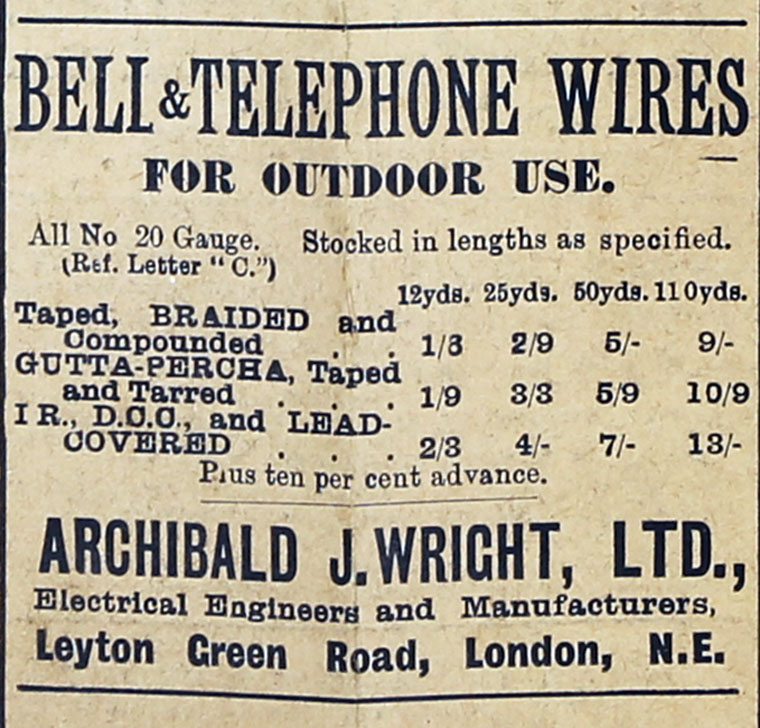 BELL & TELEPHONE WIRES
FOR OUTDOOR USE.
All No 20 Gauge. Stocked in lengths as specified.
(Ref. Letter “C.”)
12yds. 25yds. 50yds. 110yds.
Taped, BRAIDED and
Compounded . . 1/3 2/9 5/- 9/-
GUTTA-PERCHA, Taped
and Tarred . . . 1/9 3/3 5/9 10/9
I R., D.C.C., and LEAD-
COVERED . . . 2/3 4/- 7/- 13/-
Plus ten per cent advance.
ARCHIBALD J. WRIGHT, LTD.,
Electrical Engineers and Manufacturers,
Leyton Green Road, London, N.E.